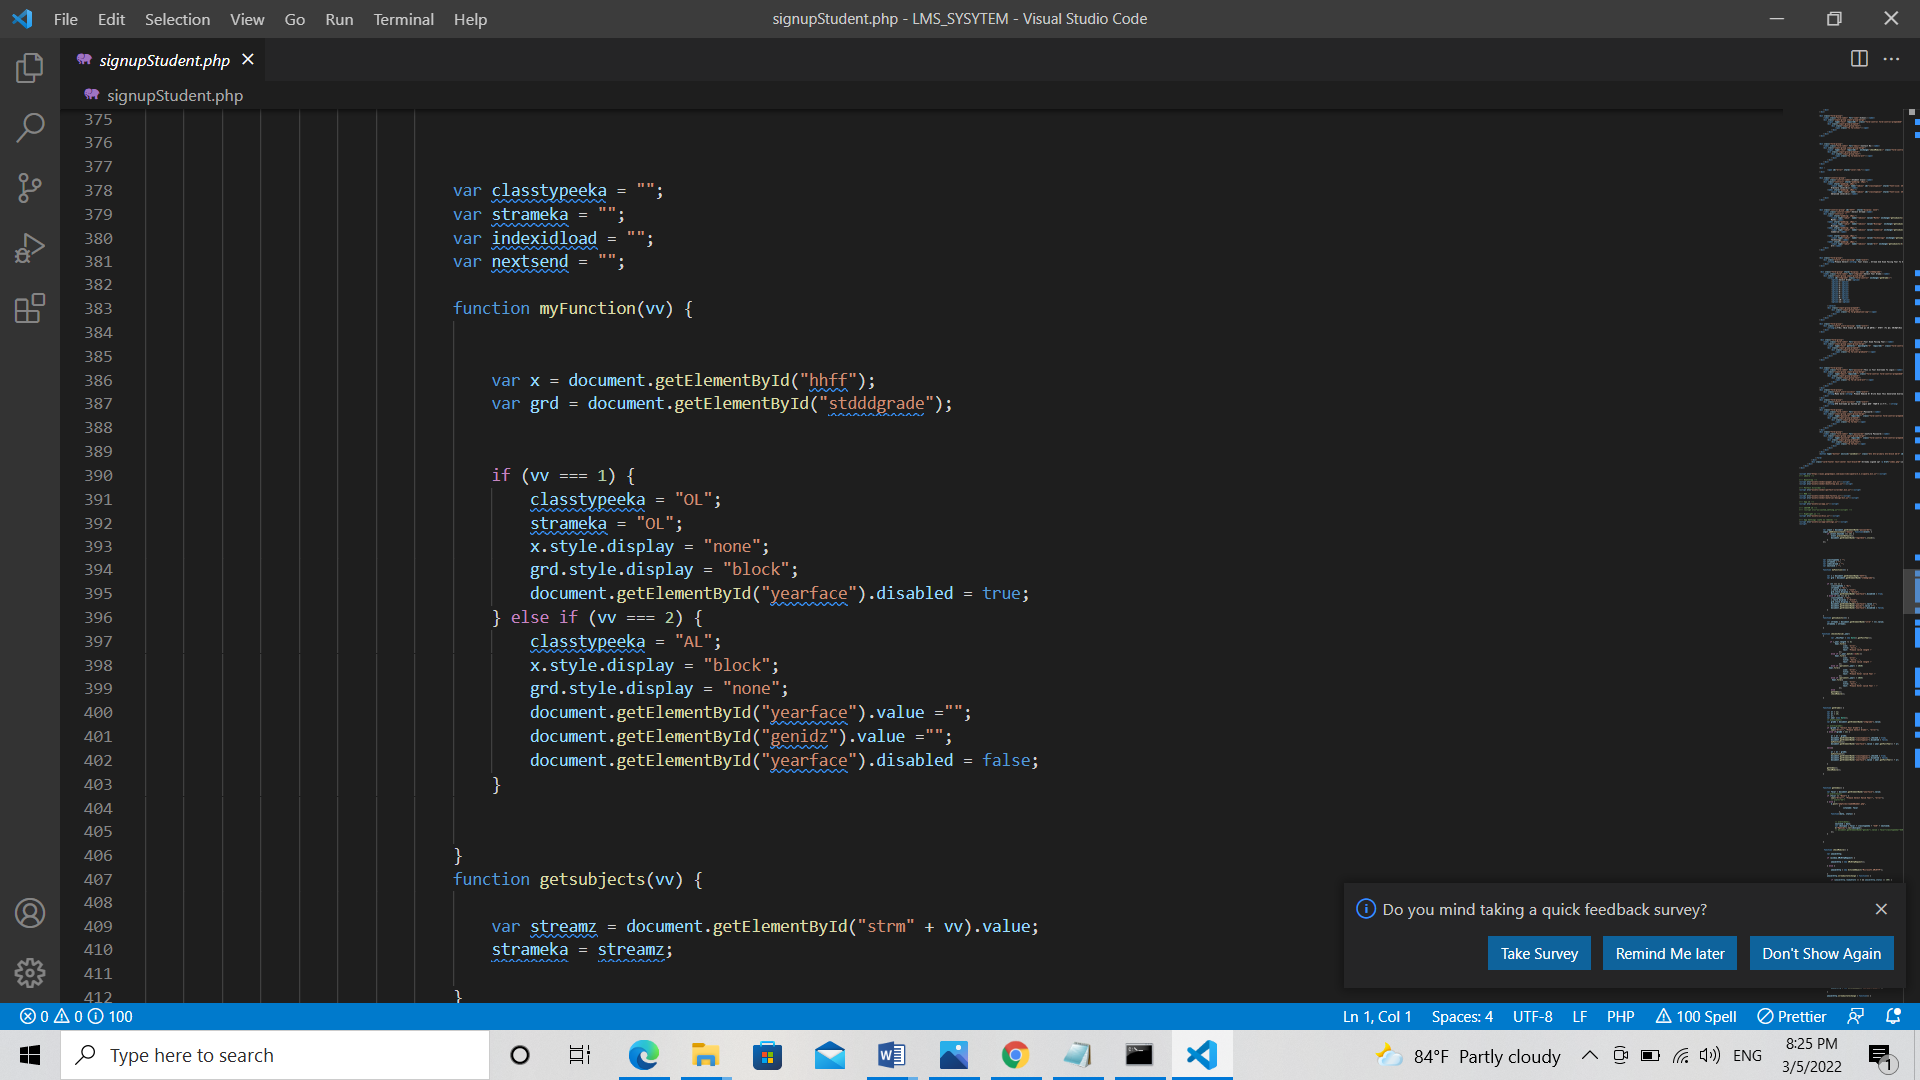 File Edit Selection View Go Run Terminal Help
signupStudent.php - LMS_SYSYTEM - Visual Studio Code
signupStudent.php
signupStudent.php
375
376
377
378 var classtypeeka = "";
379 var strameka = "";
380 var indexidload = "";
381 var nextsend = "";
382
383 function myFunction(vv) {
384
385
386 var x = document.getElementById("hhff");
387 var grd = document.getElementById("stdddgrade");
388
389
390 if (vv === 1) {
391 classtypeeka = "OL";
392 strameka = "OL";
393 x.style.display = "none";
394 grd.style.display = "block";
395 document.getElementById("yearface").disabled = true;
396 } else if (vv === 2) {
397 classtypeeka = "AL";
398 x.style.display = "block";
399 grd.style.display = "none";
400 document.getElementById("yearface").value ="";
401 document.getElementById("genidz").value ="";
402 document.getElementById("yearface").disabled = false;
403 }
404
405
406 }
407 function getsubjects(vv) {
408
409 var streamz = document.getElementById("strm" + vv).value;
410 strameka = streamz;
411
412 }
Do you mind taking a quick feedback survey?
Take Survey Remind Me later Don't Show Again
0 0 100
Ln 1, Col 1 Spaces: 4 UTF-8 LF PHP 100 Spell Prettier
Type here to search
84°F Partly cloudy ENG
8:25 PM
3/5/2022
1